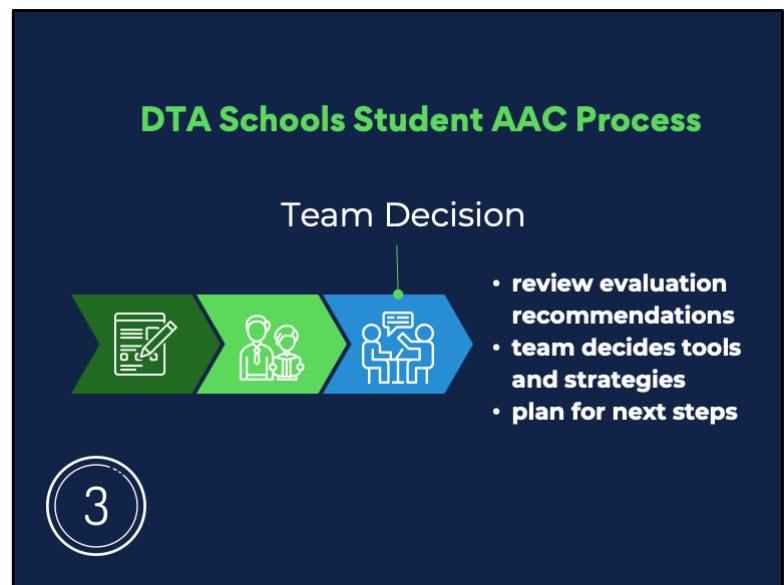 DTA Schools Student AAC Process
Team Decision
• review evaluation
recommendations
• team decides tools
and strategies
• plan for next steps
3